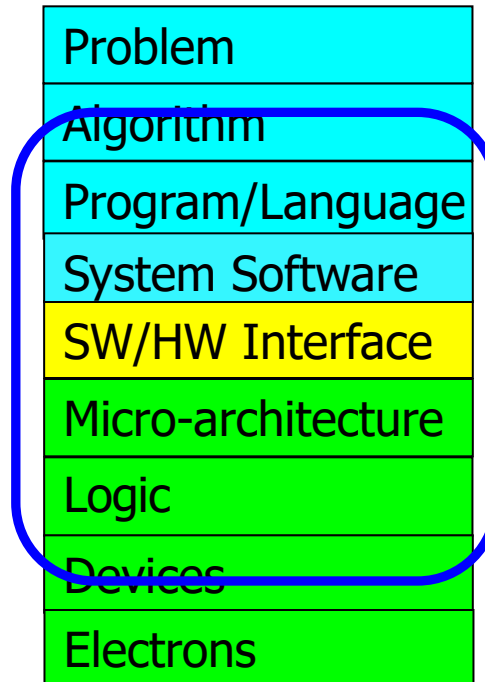 Problem
Algorithm
Program/Language
System Software
SW/HW Interface
Micro-architecture
Logic
Devices
Electrons